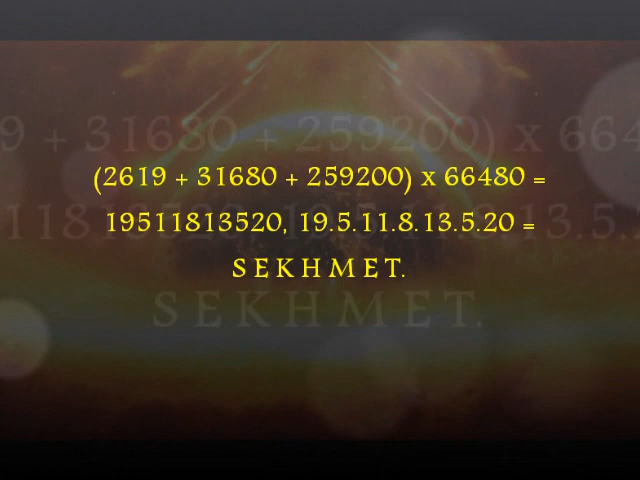 (2619 + 31680 + 259200) x 66480 =
19511813520, 19.5.11.8.13.5.20 =
S E K H M E T.